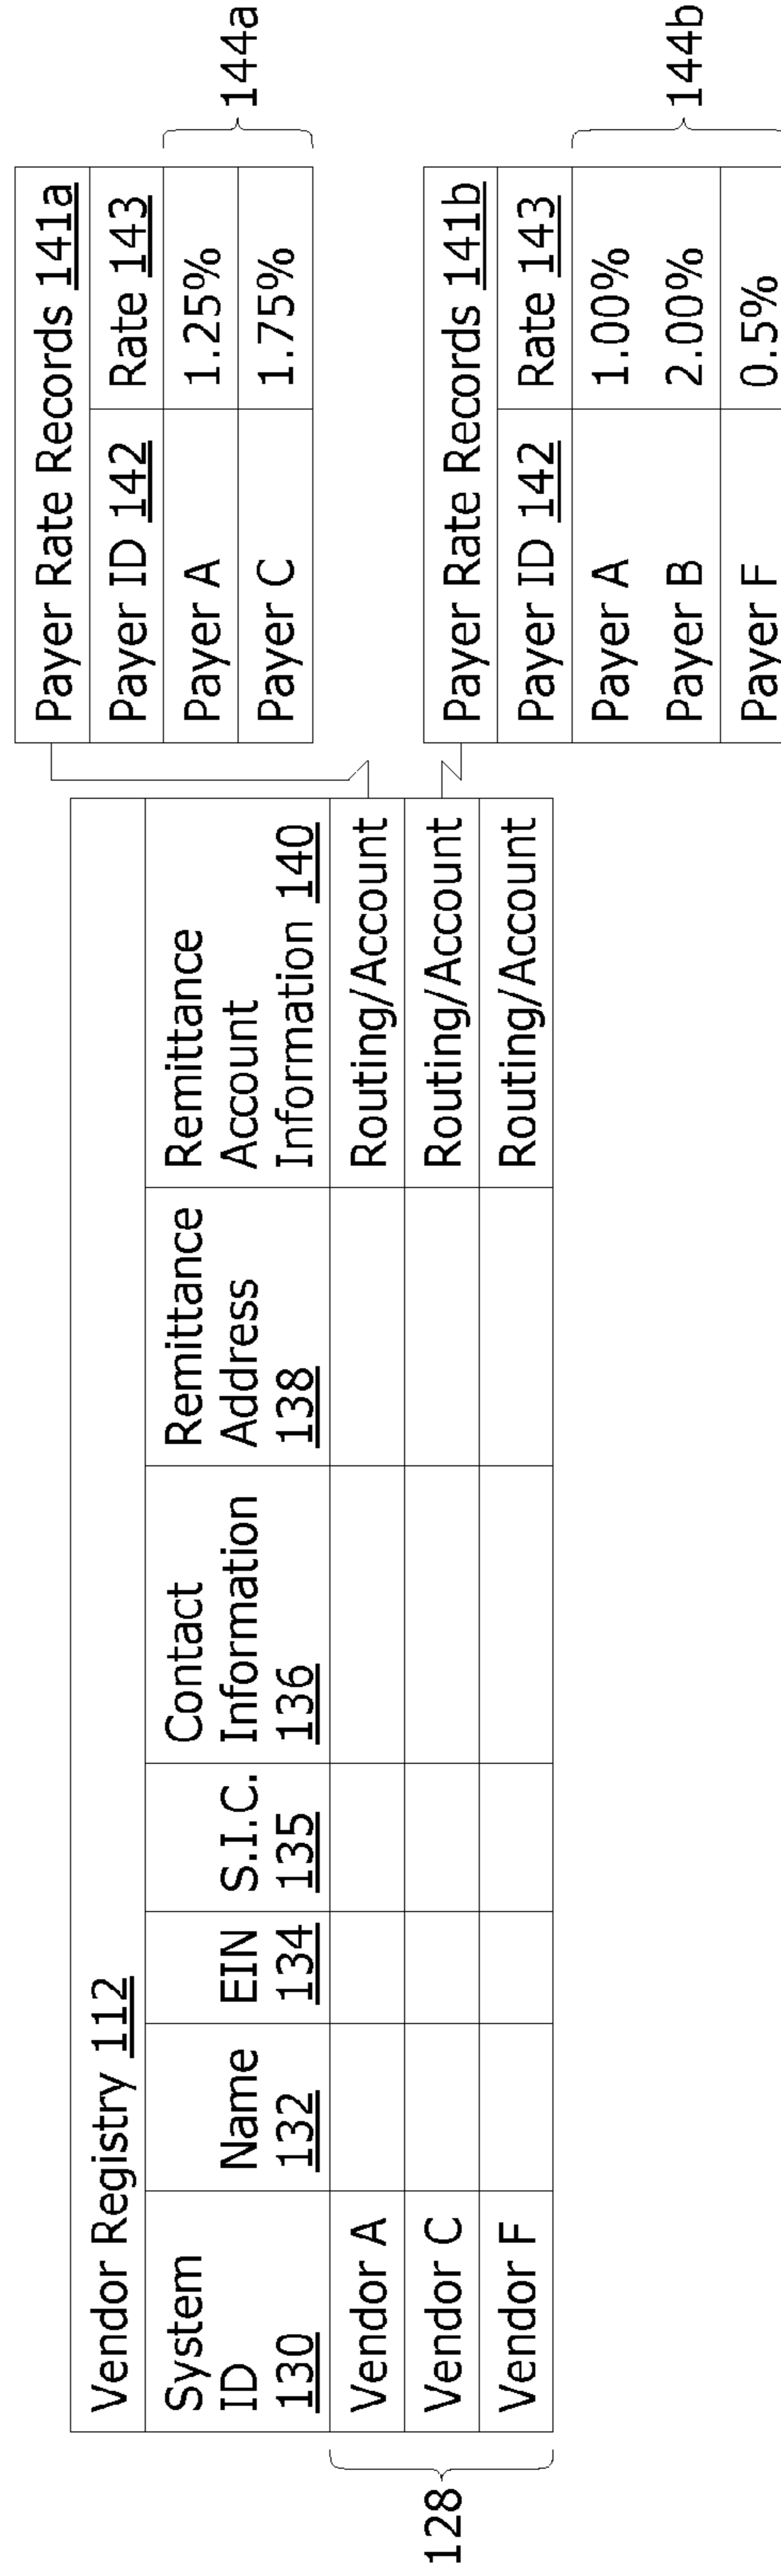 Vendor Registry 112
System ID 130
Name 132
EIN 134
S.I.C. 135
Contact Information 136
Remittance Address 138
Remittance Account Information 140
Vendor A
Routing/Account
Vendor C
Routing/Account
Vendor F
Routing/Account
128
Payer Rate Records 141a
Payer ID 142
Rate 143
Payer A
1.25%
Payer C
1.75%
144a
Payer Rate Records 141b
Payer ID 142
Rate 143
Payer A
1.00%
Payer B
2.00%
Payer F
0.5%
144b